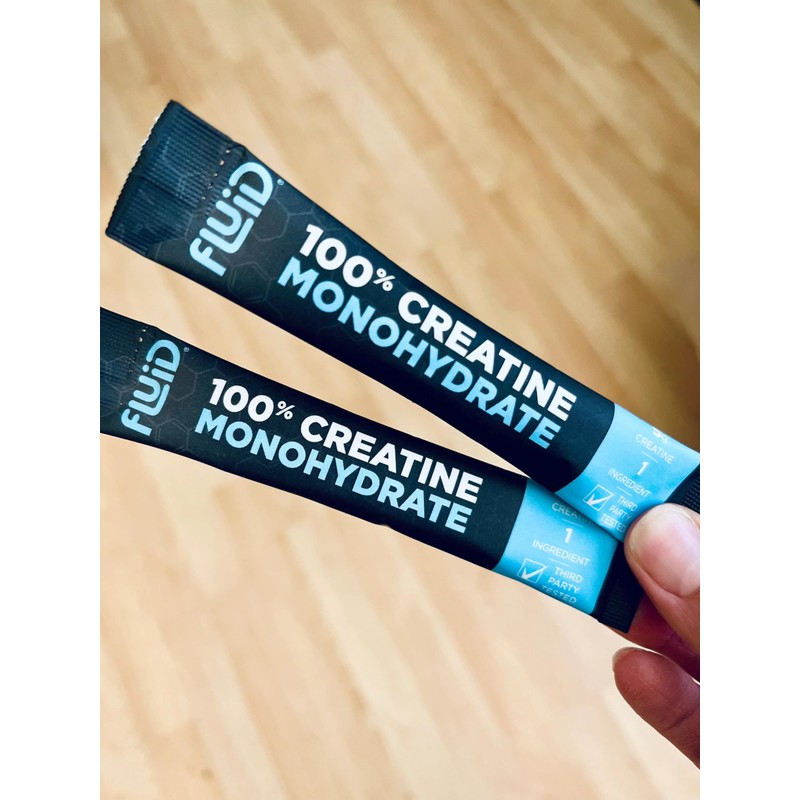 FLUID®
100% CREATINE
MONOHYDRATE
CREATINE
1
INGREDIENT
THIRD
PARTY
TESTED
FLUID®
100% CREATINE
MONOHYDRATE
1
INGREDIENT
THIRD
PARTY
TESTED